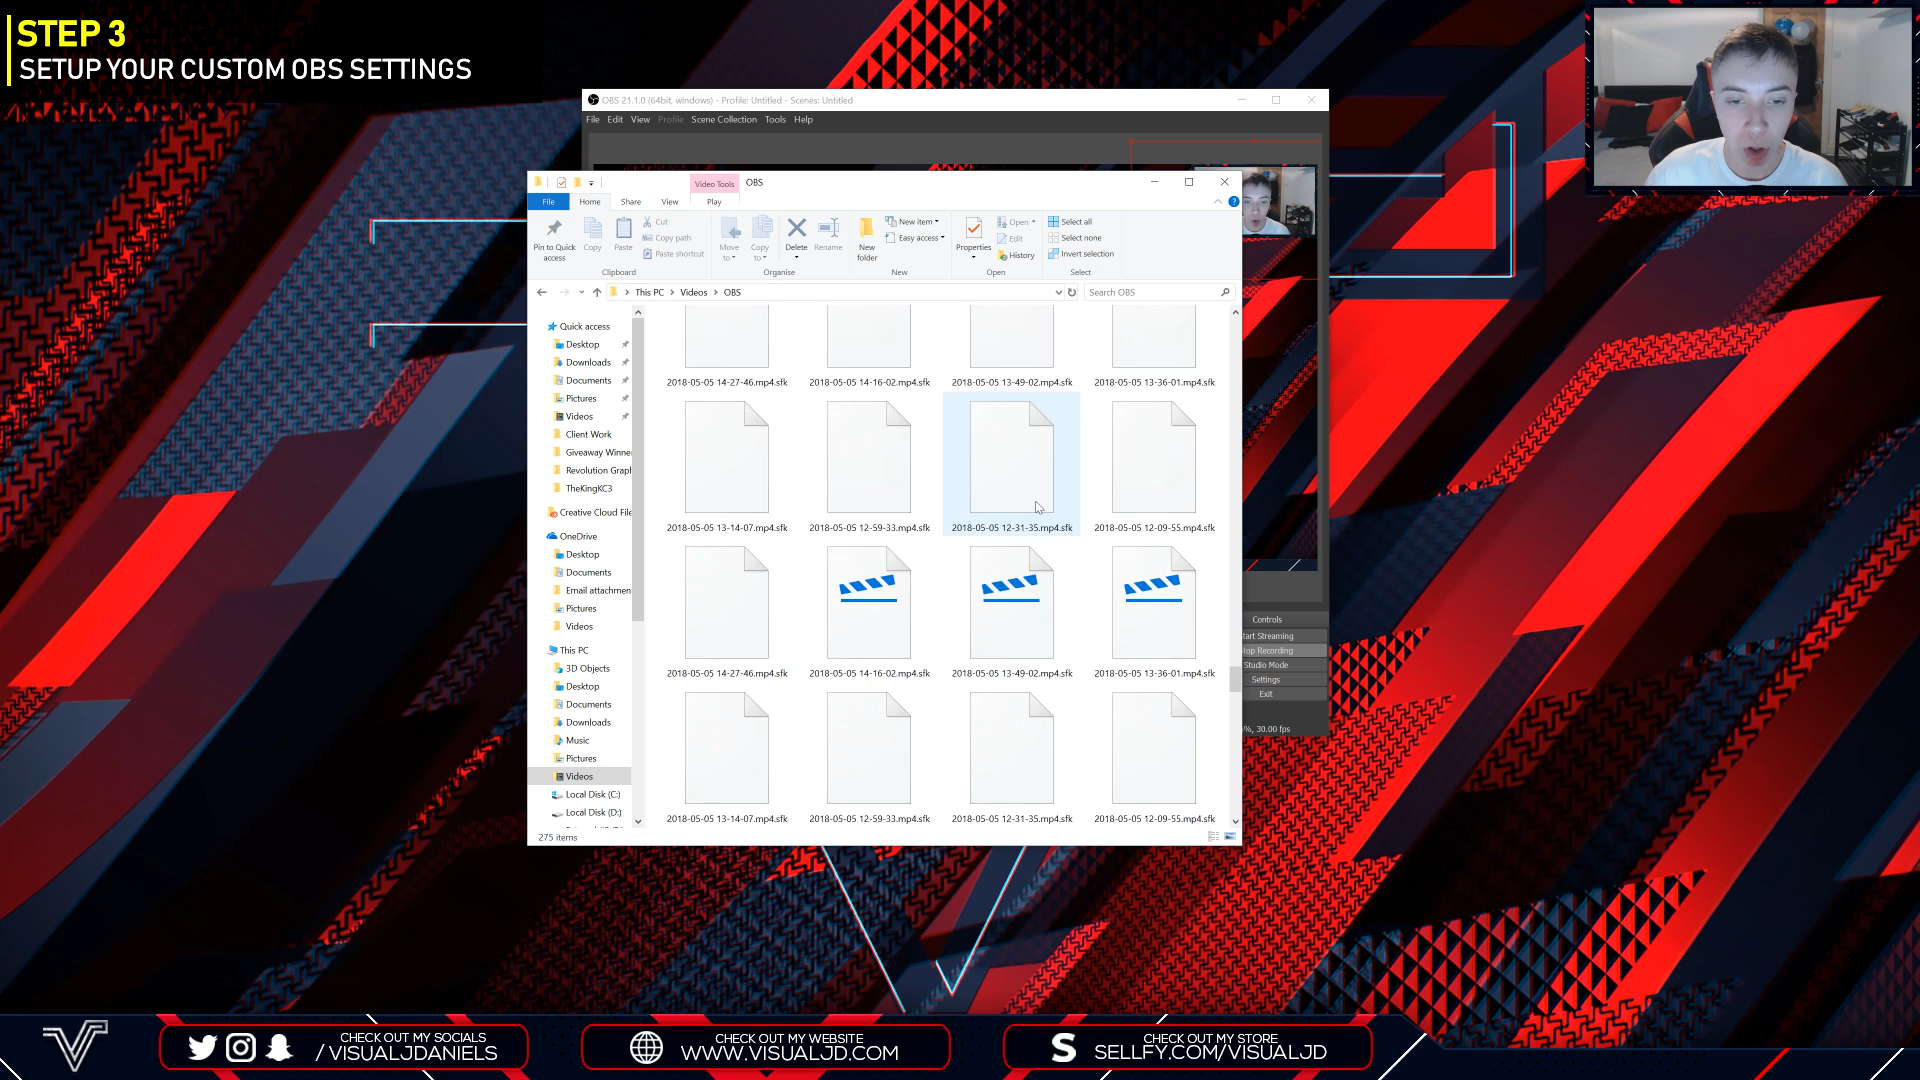 STEP 3
SETUP YOUR CUSTOM OBS SETTINGS
OBS 21.1.0 (64bit, windows) - Profile: Untitled - Scenes: Untitled
File Edit View Profile Scene Collection Tools Help
Video Tools OBS
File Home Share View Play
Pin to Quick access
Copy
Paste
Cut
Copy path
Paste shortcut
Move to
Copy to
Delete
Rename
New folder
New item
Easy access
Properties
Open
Edit
History
Select all
Select none
Invert selection
Clipboard Organise New Open Select
This PC Videos OBS
Search OBS
Quick access
Desktop
Downloads
Documents
Pictures
Videos
Client Work
Giveaway Winne
Revolution Grap
TheKingKC3
Creative Cloud File
OneDrive
Desktop
Documents
Email attachmen
Pictures
Videos
This PC
3D Objects
Desktop
Documents
Downloads
Music
Pictures
Videos
Local Disk (C:)
Local Disk (D:)
2018-05-05 14-27-46.mp4.sfk 2018-05-05 14-16-02.mp4.sfk 2018-05-05 13-49-02.mp4.sfk 2018-05-05 13-36-01.mp4.sfk
2018-05-05 13-14-07.mp4.sfk 2018-05-05 12-59-33.mp4.sfk 2018-05-05 12-31-35.mp4.sfk 2018-05-05 12-09-55.mp4.sfk
2018-05-05 14-27-46.mp4.sfk 2018-05-05 14-16-02.mp4.sfk 2018-05-05 13-49-02.mp4.sfk 2018-05-05 13-36-01.mp4.sfk
2018-05-05 13-14-07.mp4.sfk 2018-05-05 12-59-33.mp4.sfk 2018-05-05 12-31-35.mp4.sfk 2018-05-05 12-09-55.mp4.sfk
275 items
Controls
tart Streaming
top Recording
Studio Mode
Settings
Exit
%, 30.00 fps
CHECK OUT MY SOCIALS
/ VISUALJDANIELS
CHECK OUT MY WEBSITE
WWW.VISUALJD.COM
CHECK OUT MY STORE
SELLFY.COM/VISUALJD